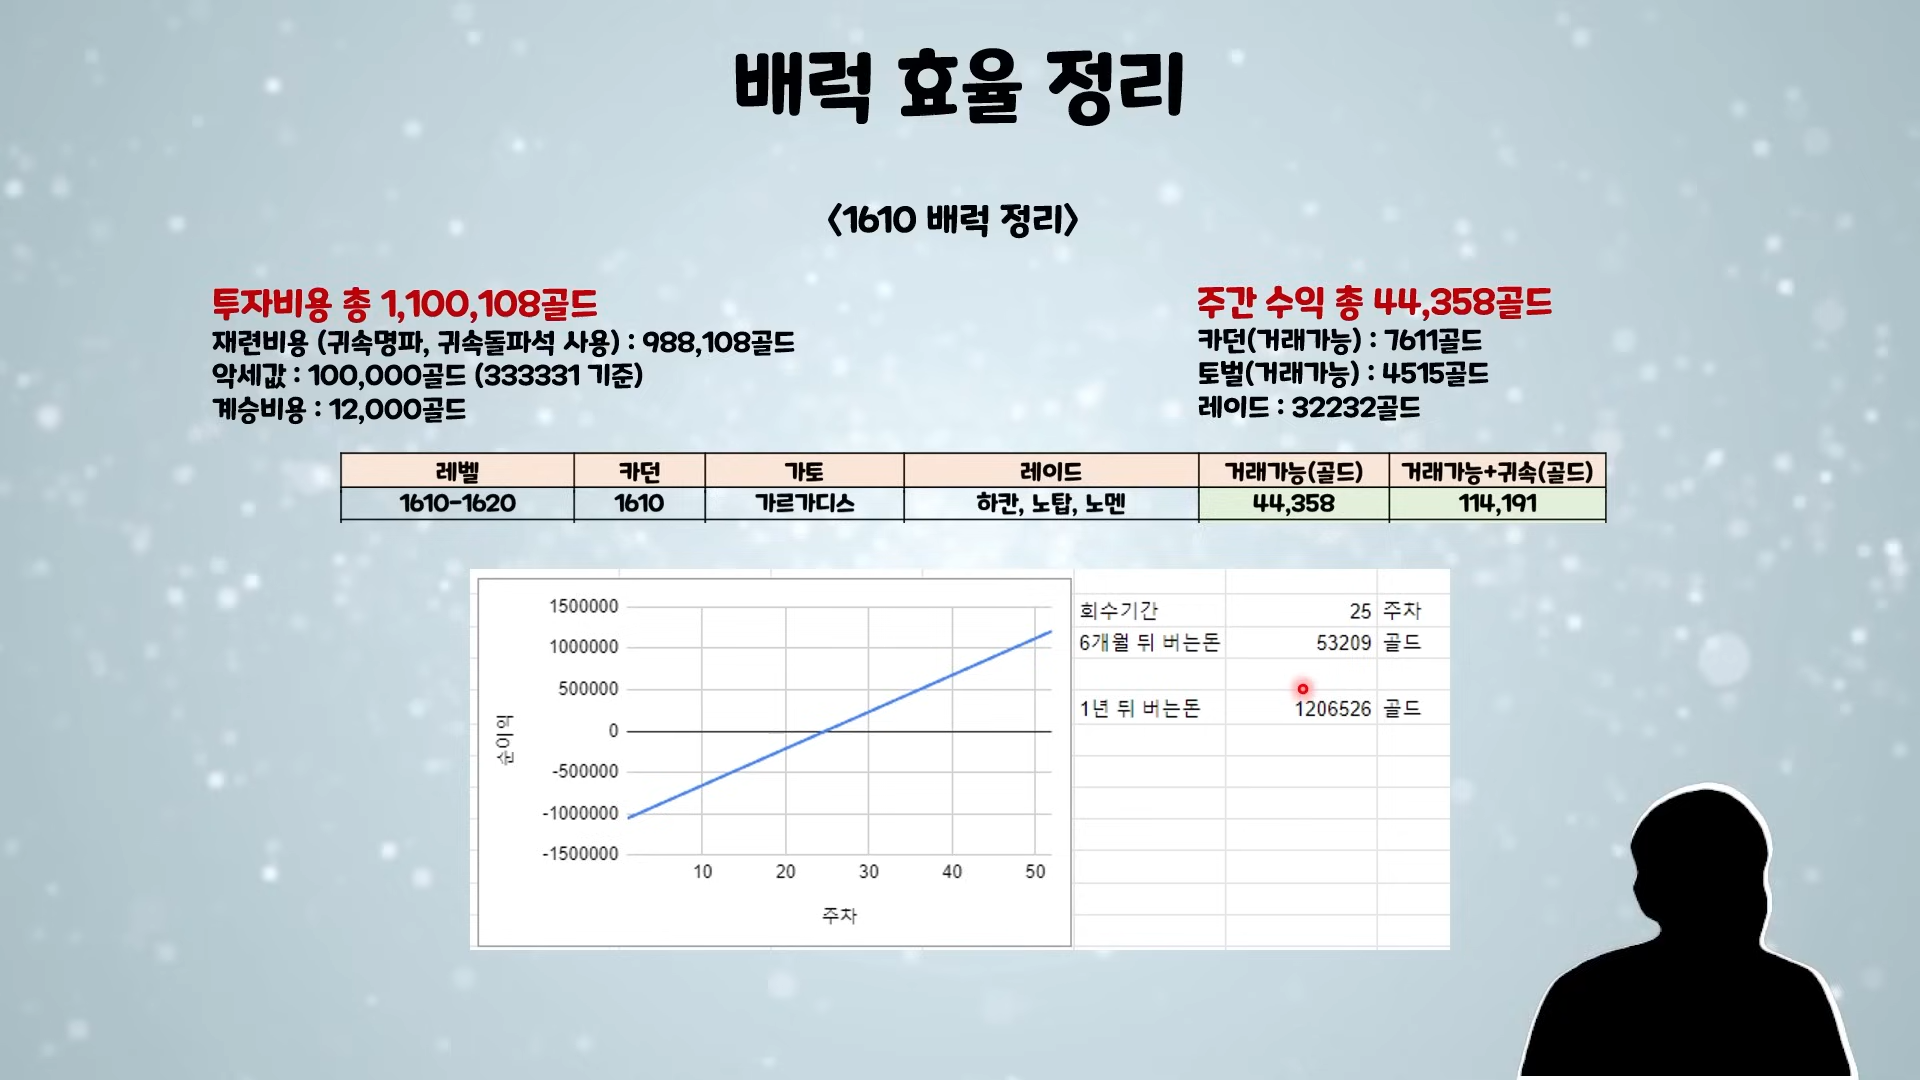 배럭 효율 정리
<1610 배럭 정리>
투자비용 총 1,100,108골드
재련비용 (귀속명파, 귀속돌파석 사용) : 988,108골드
악세값 : 100,000골드 (333331 기준)
계승비용 : 12,000골드
주간 수익 총 44,358골드
카던(거래가능) : 7611골드
토벌(거래가능) : 4515골드
레이드 : 32232골드
레벨 카던 가토 레이드 거래가능(골드) 거래가능+귀속(골드)
1610-1620 1610 가르가디스 하칸, 노탑, 노멘 44,358 114,191
1500000
1000000
500000
0
-500000
-1000000
-1500000
순이익
10 20 30 40 50
주차
회수기간 25 주차
6개월 뒤 버는돈 53209 골드
1년 뒤 버는돈 1206526 골드